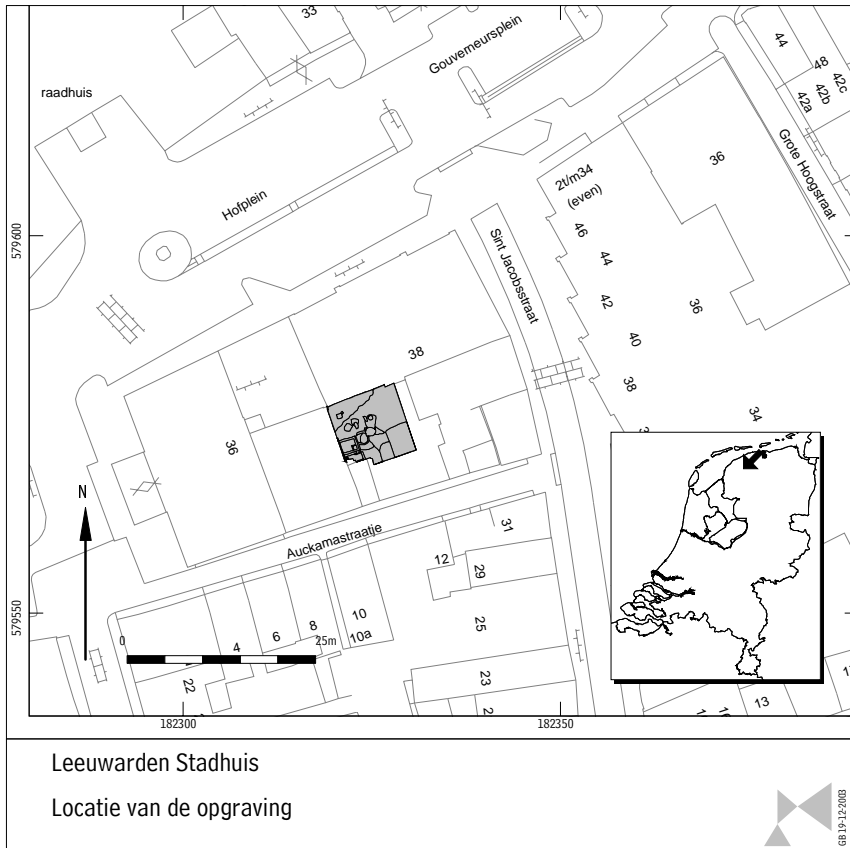 33
Gouverneursplein
44
48
42c
42b
42a
raadhuis
36
Grote Hoogstraat
2t/m34
(even)
Hofplein
46
579600
Sint Jacobsstraat
44
42
36
40
38
38
34
36
N
31
Auckamastraatje
12
29
579550
10
8
25
0
25m
6
4
10a
23
22
13
182300
182350
Leeuwarden Stadhuis
Locatie van de opgraving
GB 19-12-2003